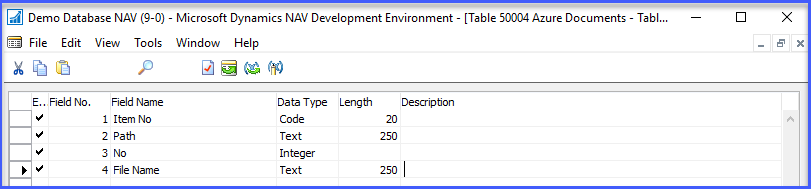 Demo Database NAV (9-0) - Microsoft Dynamics NAV Development Environment - [Table 50004 Azure Documents - Tabl...
File Edit View Tools Window Help
E.. Field No. Field Name Data Type Length Description
1 Item No Code 20
2 Path Text 250
3 No Integer
4 File Name Text 250